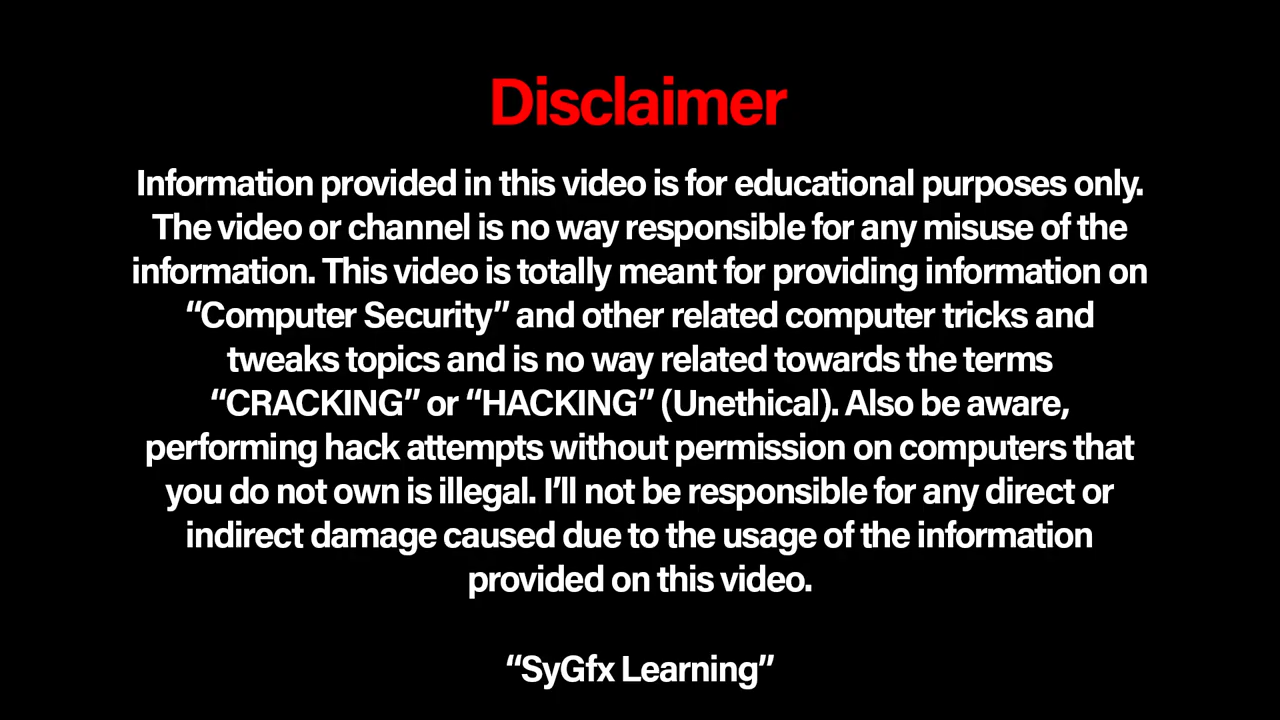 Disclaimer
Information provided in this video is for educational purposes only.
The video or channel is no way responsible for any misuse of the
information. This video is totally meant for providing information on
“Computer Security” and other related computer tricks and
tweaks topics and is no way related towards the terms
“CRACKING” or “HACKING” (Unethical). Also be aware,
performing hack attempts without permission on computers that
you do not own is illegal. I’ll not be responsible for any direct or
indirect damage caused due to the usage of the information
provided on this video.
“SyGfx Learning”